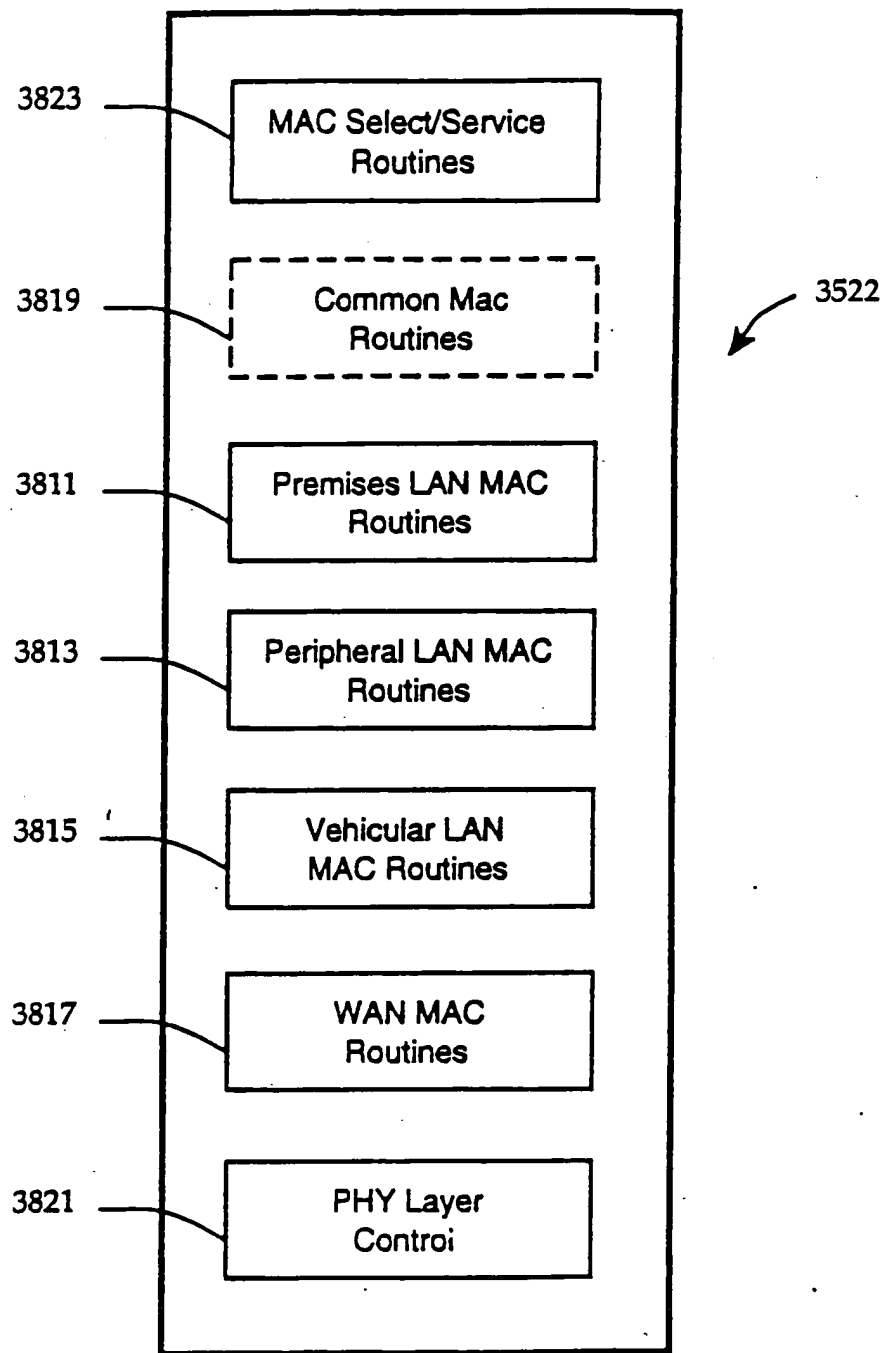 3823
MAC Select/Service
Routines
3819
Common Mac
Routines
3522
3811
Premises LAN MAC
Routines
3813
Peripheral LAN MAC
Routines
3815
Vehicular LAN
MAC Routines
3817
WAN MAC
Routines
3821
PHY Layer
Control